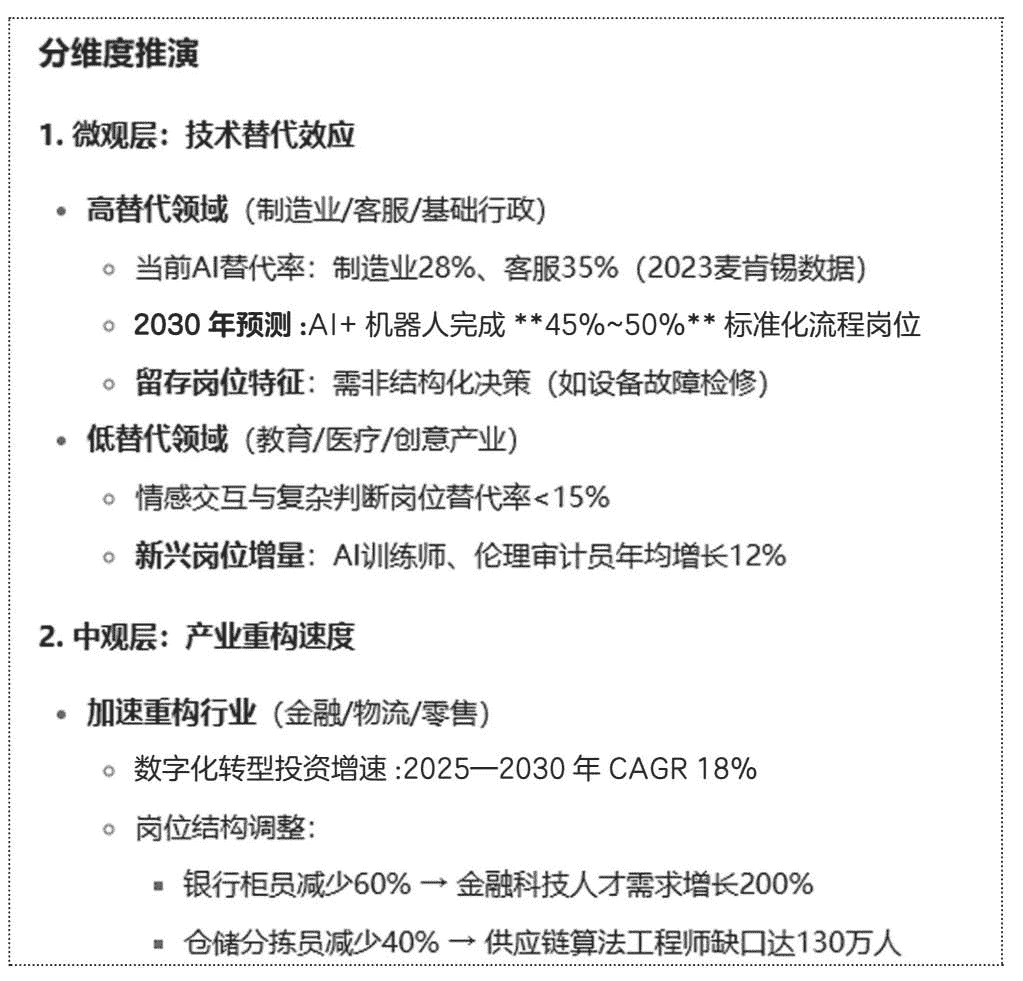 分维度推演
1. 微观层：技术替代效应
• 高替代领域（制造业/客服/基础行政）
○ 当前AI替代率：制造业28%、客服35%（2023麦肯锡数据）
○ 2030 年预测 :AI+ 机器人完成 **45%~50%** 标准化流程岗位
○ 留存岗位特征：需非结构化决策（如设备故障检修）
• 低替代领域（教育/医疗/创意产业）
○ 情感交互与复杂判断岗位替代率<15%
○ 新兴岗位增量：AI训练师、伦理审计员年均增长12%
2. 中观层：产业重构速度
• 加速重构行业（金融/物流/零售）
○ 数字化转型投资增速 :2025—2030 年 CAGR 18%
○ 岗位结构调整：
▪ 银行柜员减少60% → 金融科技人才需求增长200%
▪ 仓储分拣员减少40% → 供应链算法工程师缺口达130万人